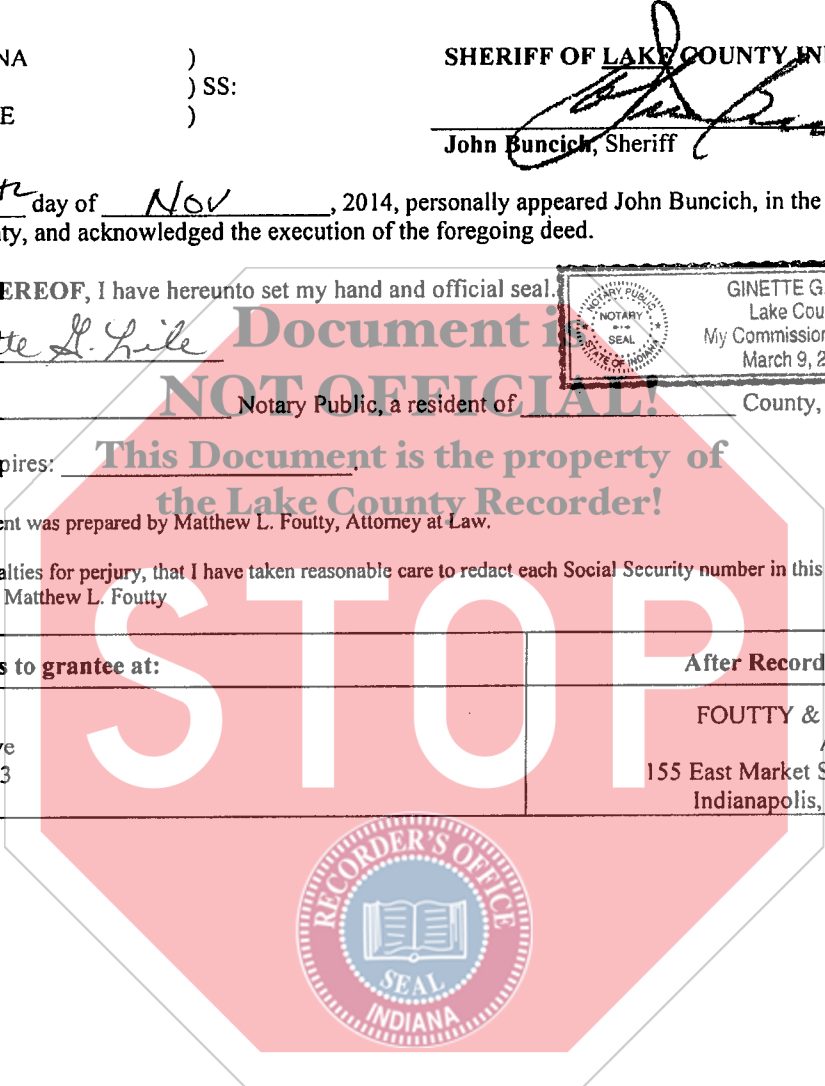 NA ) SHERIFF OF LAKE COUNTY IN
) SS:
E )
John Buncich, Sheriff
day of Nov, 2014, personally appeared John Buncich, in the
ty, and acknowledged the execution of the foregoing deed.
EREOF, I have hereunto set my hand and official seal.
tte G. Lile
NOTARY PUBLIC
NOTARY
SEAL
STATE OF INDIANA
GINETTE G.
Lake Cou
My Commission
March 9, 2
Document is
NOT OFFICIAL!
Notary Public, a resident of County,
This Document is the property of
the Lake County Recorder!
pires: .
nt was prepared by Matthew L. Foutty, Attorney at Law.
alties for perjury, that I have taken reasonable care to redact each Social Security number in this
Matthew L. Foutty
STOP
s to grantee at:
After Record
FOUTTY &
ve
3
155 East Market S
Indianapolis,
RECORDER'S OFFICE
SEAL
INDIANA